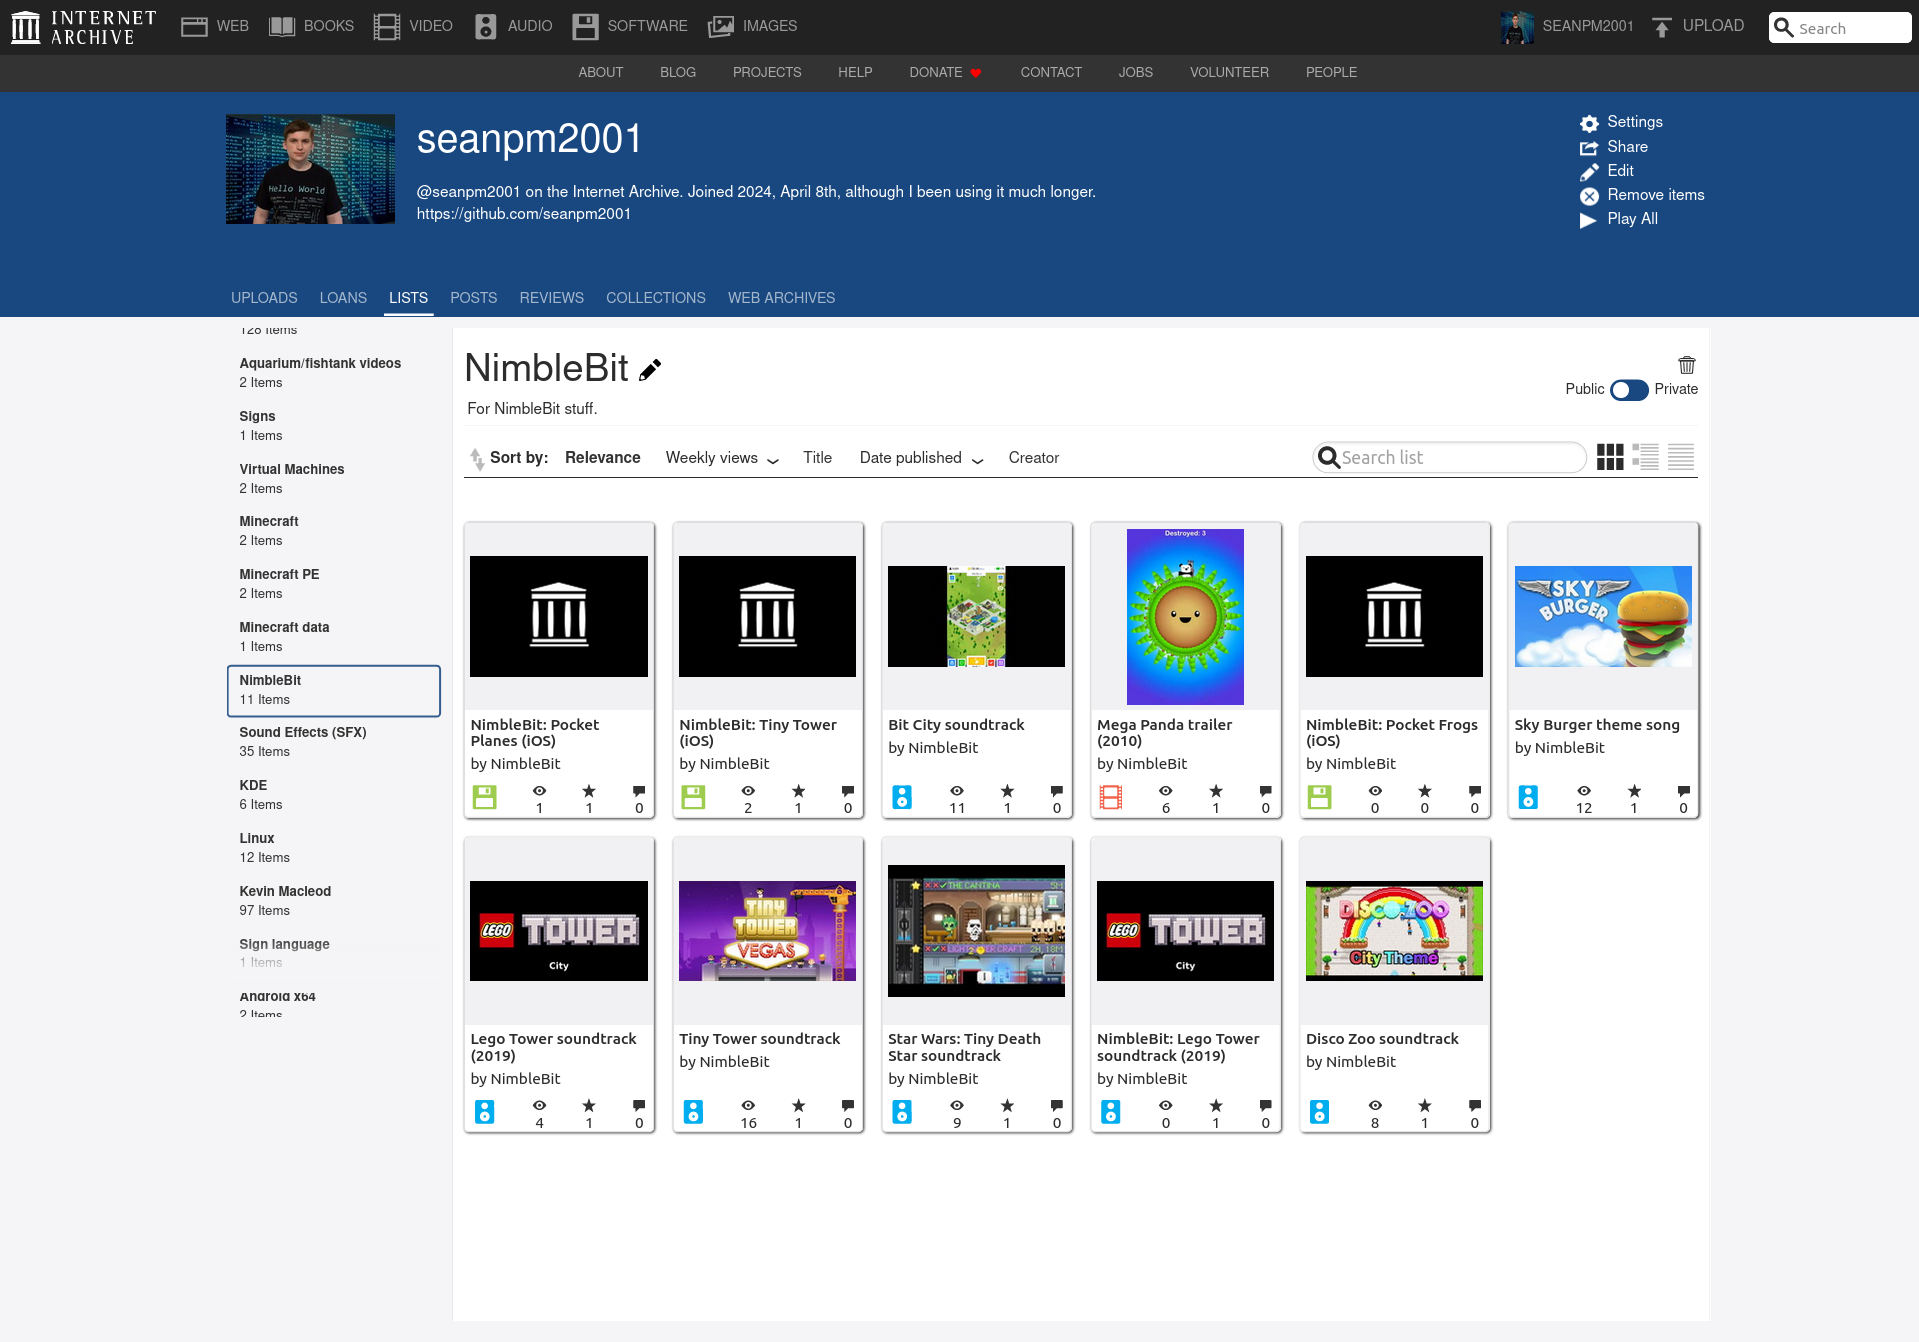 INTERNET ARCHIVE
WEB BOOKS VIDEO AUDIO SOFTWARE IMAGES SEANPM2001 UPLOAD Search
ABOUT BLOG PROJECTS HELP DONATE CONTACT JOBS VOLUNTEER PEOPLE
Hello World
seanpm2001
@seanpm2001 on the Internet Archive. Joined 2024, April 8th, although I been using it much longer.
https://github.com/seanpm2001
Settings
Share
Edit
Remove items
Play All
UPLOADS LOANS LISTS POSTS REVIEWS COLLECTIONS WEB ARCHIVES
128 Items
Aquarium/fishtank videos
2 Items
Signs
1 Items
Virtual Machines
2 Items
Minecraft
2 Items
Minecraft PE
2 Items
Minecraft data
1 Items
NimbleBit
11 Items
Sound Effects (SFX)
35 Items
KDE
6 Items
Linux
12 Items
Kevin Macleod
97 Items
Sign language
1 Items
Android x64
2 Items
NimbleBit
For NimbleBit stuff.
Public Private
Sort by: Relevance Weekly views Title Date published Creator
Search list
NimbleBit: Pocket
Planes (iOS)
by NimbleBit
1 1 0
NimbleBit: Tiny Tower
(iOS)
by NimbleBit
2 1 0
Bit City soundtrack
by NimbleBit
11 1 0
Destroyed: 3
Mega Panda trailer
(2010)
by NimbleBit
6 1 0
NimbleBit: Pocket Frogs
(iOS)
by NimbleBit
0 0 0
SKY
BURGER
Sky Burger theme song
by NimbleBit
12 1 0
LEGO TOWER
City
Lego Tower soundtrack
(2019)
by NimbleBit
4 1 0
TINY
TOWER
VEGAS
Tiny Tower soundtrack
by NimbleBit
16 1 0
THE CANTINA 5M
2H, 18M
Star Wars: Tiny Death
Star soundtrack
by NimbleBit
9 1 0
LEGO TOWER
City
NimbleBit: Lego Tower
soundtrack (2019)
by NimbleBit
0 1 0
DISCO ZOO
City Theme
Disco Zoo soundtrack
by NimbleBit
8 1 0